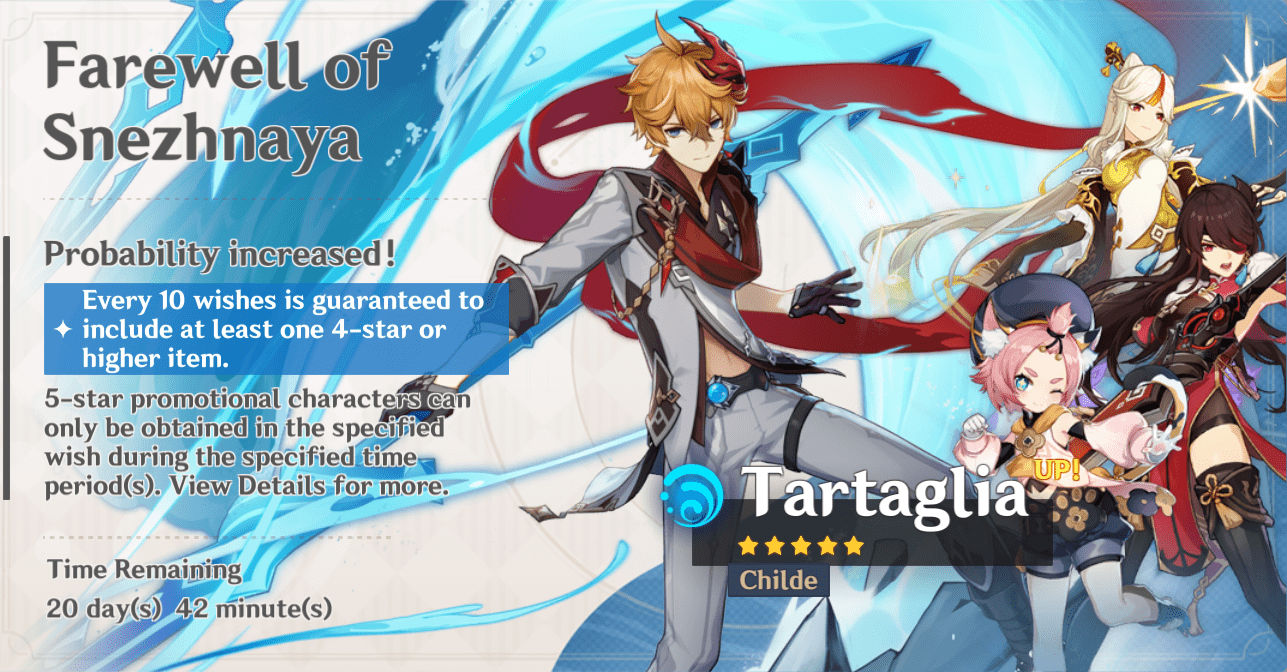 Farewell of
Snezhnaya
Probability increased!
Every 10 wishes is guaranteed to
include at least one 4-star or
higher item.
5-star promotional characters can
only be obtained in the specified
wish during the specified time
period(s). View Details for more.
Time Remaining
20 day(s) 42 minute(s)
UP!
Tartaglia
Childe